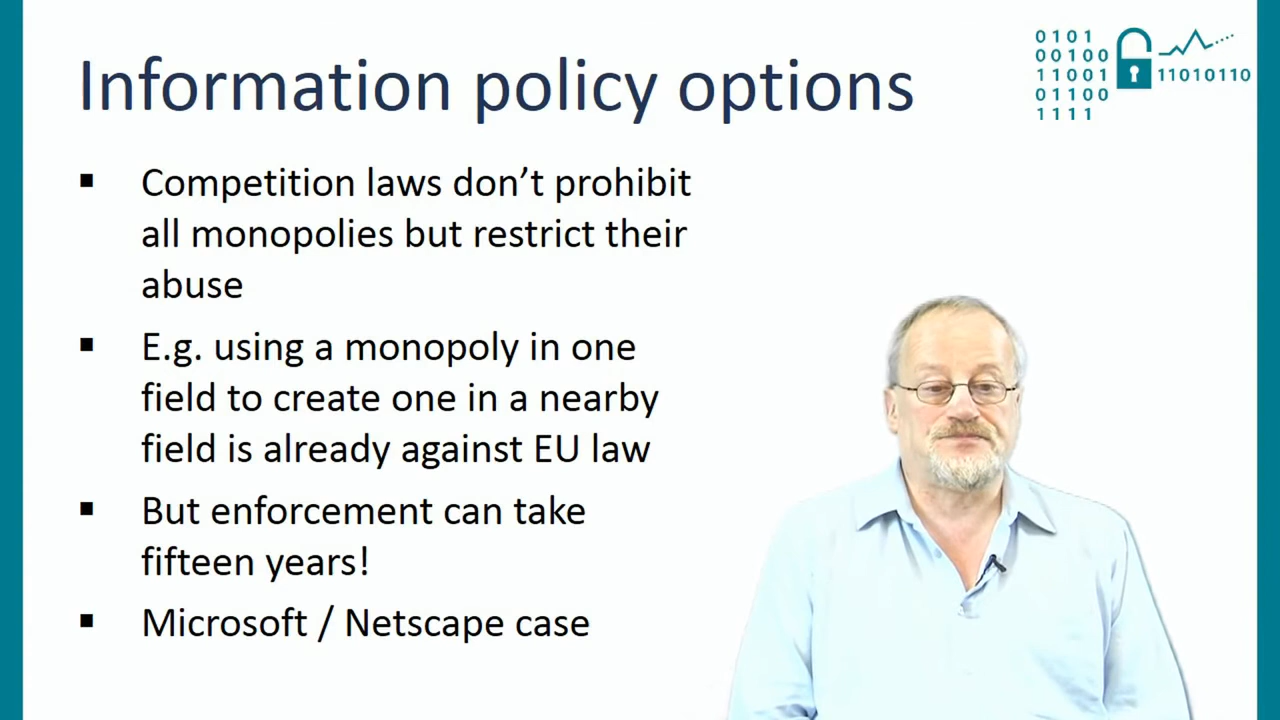 Information policy options
0101
00100
11001
01100
1111
11010110
▪ Competition laws don’t prohibit
all monopolies but restrict their
abuse
▪ E.g. using a monopoly in one
field to create one in a nearby
field is already against EU law
▪ But enforcement can take
fifteen years!
▪ Microsoft / Netscape case